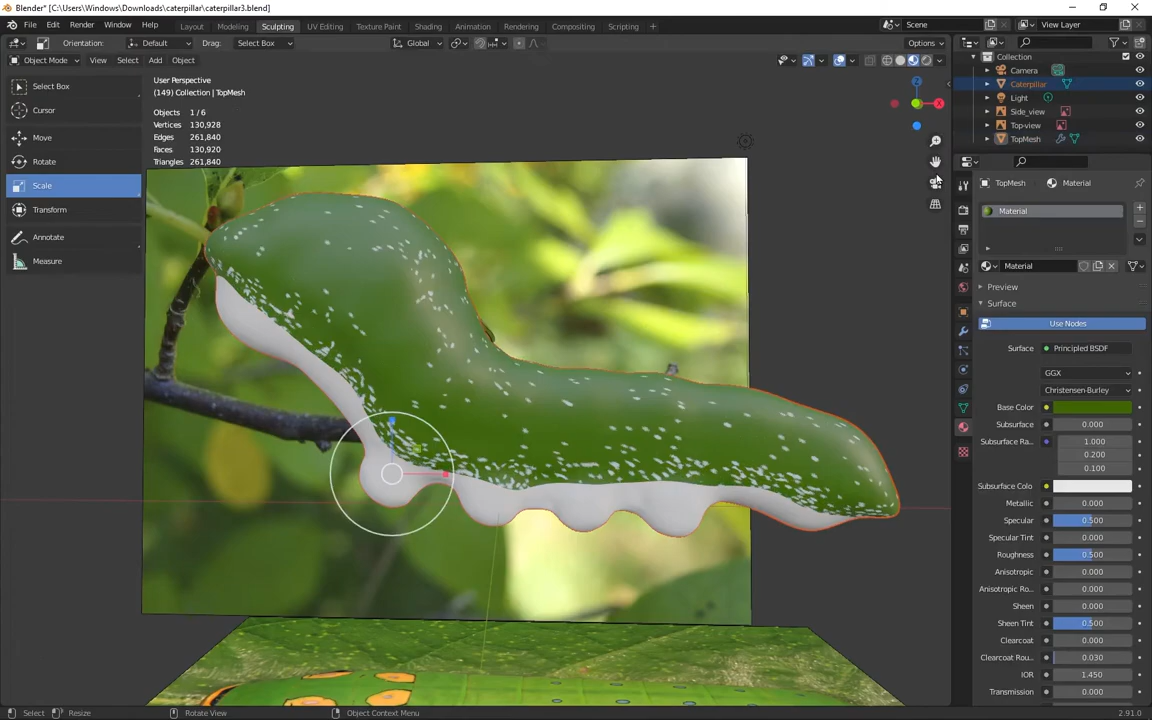 Blender* [C:\Users\Windows\Downloads\caterpillar\caterpillar3.blend]
File Edit Render Window Help Layout Modeling Sculpting UV Editing Texture Paint Shading Animation Rendering Compositing Scripting + Scene View Layer
Orientation: Default Drag: Select Box Global Options
Object Mode View Select Add Object
Select Box
Cursor
Move
Rotate
Scale
Transform
Annotate
Measure
User Perspective
(149) Collection | TopMesh
Objects 1 / 6
Vertices 130,928
Edges 261,840
Faces 130,920
Triangles 261,840
Z
X
Collection
Camera
Caterpillar
Light
Side_view
Top-view
TopMesh
TopMesh Material
Material
Material
Preview
Surface
Use Nodes
Surface Principled BSDF
GGX
Christensen-Burley
Base Color
Subsurface 0.000
Subsurface Ra.. 1.000
0.200
0.100
Subsurface Colo
Metallic 0.000
Specular 0.500
Specular Tint 0.000
Roughness 0.500
Anisotropic 0.000
Anisotropic Ro.. 0.000
Sheen 0.000
Sheen Tint 0.500
Clearcoat 0.000
Clearcoat Rou.. 0.030
IOR 1.450
Transmission 0.000
Select Resize Rotate View Object Context Menu 2.91.0